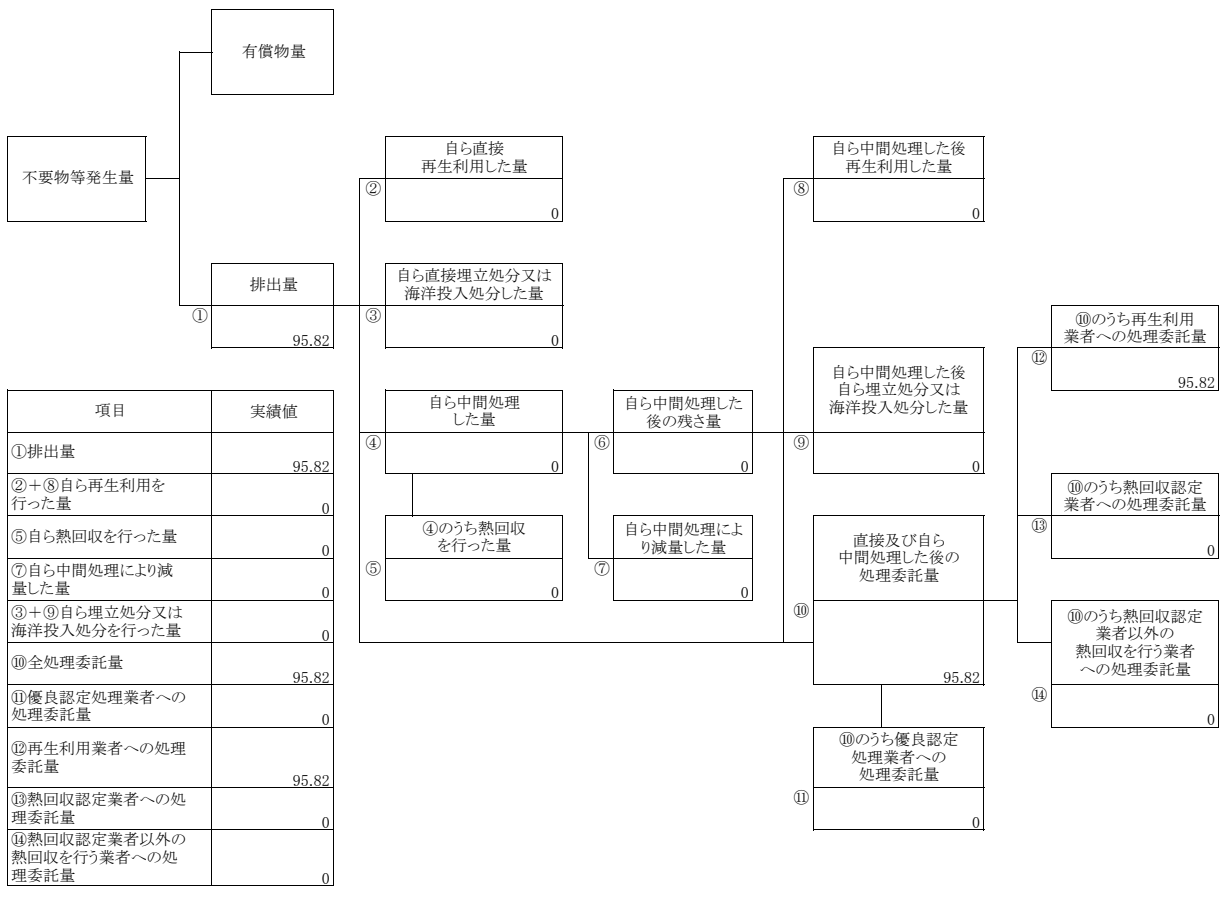 有償物量
不要物等発生量
排出量
①
95.82
自ら直接
再生利用した量
②
0
自ら直接埋立処分又は
海洋投入処分した量
③
0
自ら中間処理
した量
④
0
④のうち熱回収
を行った量
⑤
0
自ら中間処理した
後の残さ量
⑥
0
自ら中間処理によ
り減量した量
⑦
0
自ら中間処理した後
再生利用した量
⑧
0
自ら中間処理した後
自ら埋立処分又は
海洋投入処分した量
⑨
0
直接及び自ら
中間処理した後の
処理委託量
⑩
95.82
⑩のうち優良認定
処理業者への
処理委託量
⑪
0
⑩のうち再生利用
業者への処理委託量
⑫
95.82
⑩のうち熱回収認定
業者への処理委託量
⑬
0
⑩のうち熱回収認定
業者以外の
熱回収を行う業者
への処理委託量
⑭
0
項目 実績値
①排出量
95.82
②＋⑧自ら再生利用を
行った量
0
⑤自ら熱回収を行った量
0
⑦自ら中間処理により減
量した量
0
③＋⑨自ら埋立処分又は
海洋投入処分を行った量
0
⑩全処理委託量
95.82
⑪優良認定処理業者への
処理委託量
0
⑫再生利用業者への処理
委託量
95.82
⑬熱回収認定業者への処
理委託量
0
⑭熱回収認定業者以外の
熱回収を行う業者への処
理委託量
0